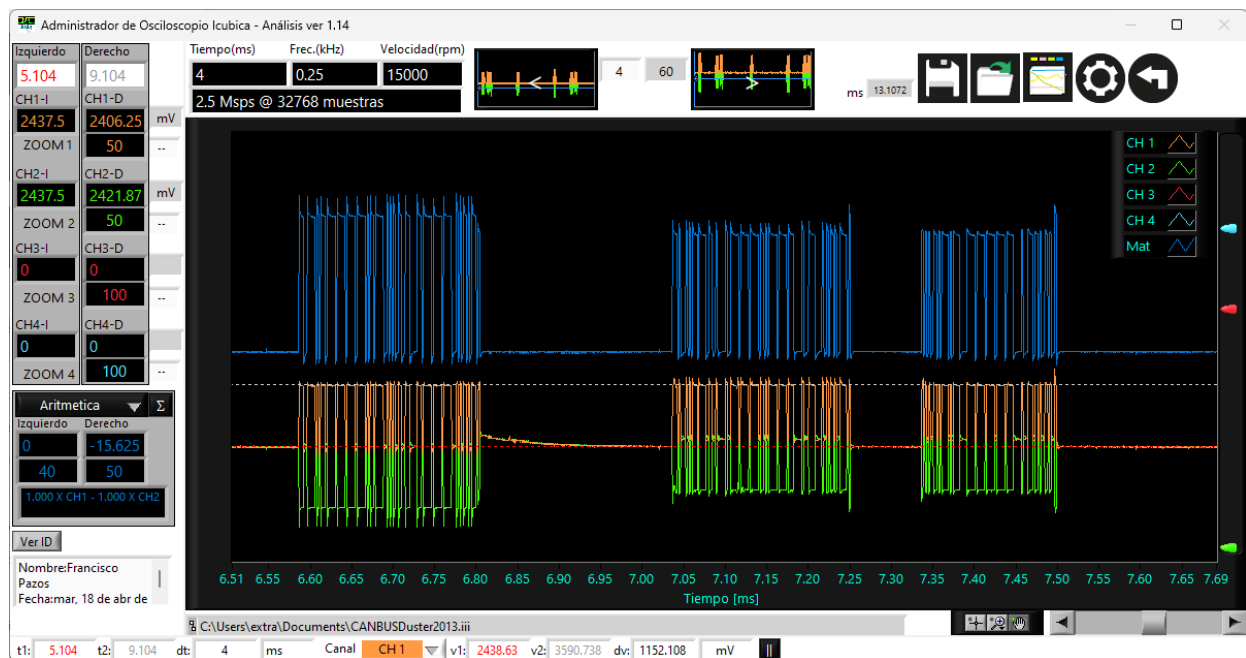 Administrador de Osciloscopio Icubica - Análisis ver 1.14
Izquierdo Derecho
5.104 9.104
CH1-I CH1-D
2437.5 2406.25 mV
ZOOM 1 50 --
CH2-I CH2-D
2437.5 2421.87 mV
ZOOM 2 50 --
CH3-I CH3-D
0 0
ZOOM 3 100 --
CH4-I CH4-D
0 0
ZOOM 4 100 --
Aritmetica Σ
Izquierdo Derecho
0 -15.625
40 50
1.000 X CH1 - 1.000 X CH2
Ver ID
Nombre:Francisco
Pazos
Fecha:mar, 18 de abr de
Tiempo(ms) Frec.(kHz) Velocidad(rpm)
4 0.25 15000
2.5 Msps @ 32768 muestras
< 4 60 >
ms 13.1072
CH 1
CH 2
CH 3
CH 4
Mat
6.51 6.55 6.60 6.65 6.70 6.75 6.80 6.85 6.90 6.95 7.00 7.05 7.10 7.15 7.20 7.25 7.30 7.35 7.40 7.45 7.50 7.55 7.60 7.65 7.69
Tiempo [ms]
C:\Users\extra\Documents\CANBUSDuster2013.iii
t1: 5.104 t2: 9.104 dt: 4 ms Canal CH 1 v1: 2438.63 v2: 3590.738 dv: 1152.108 mV